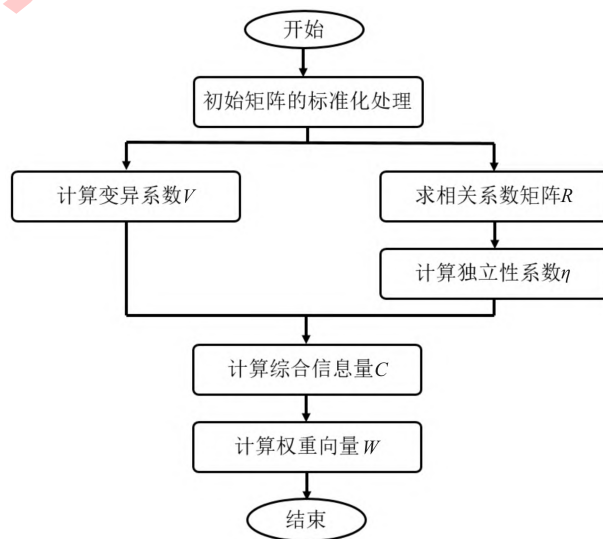 开始
初始矩阵的标准化处理
计算变异系数V
求相关系数矩阵R
计算独立性系数η
计算综合信息量C
计算权重向量W
结束